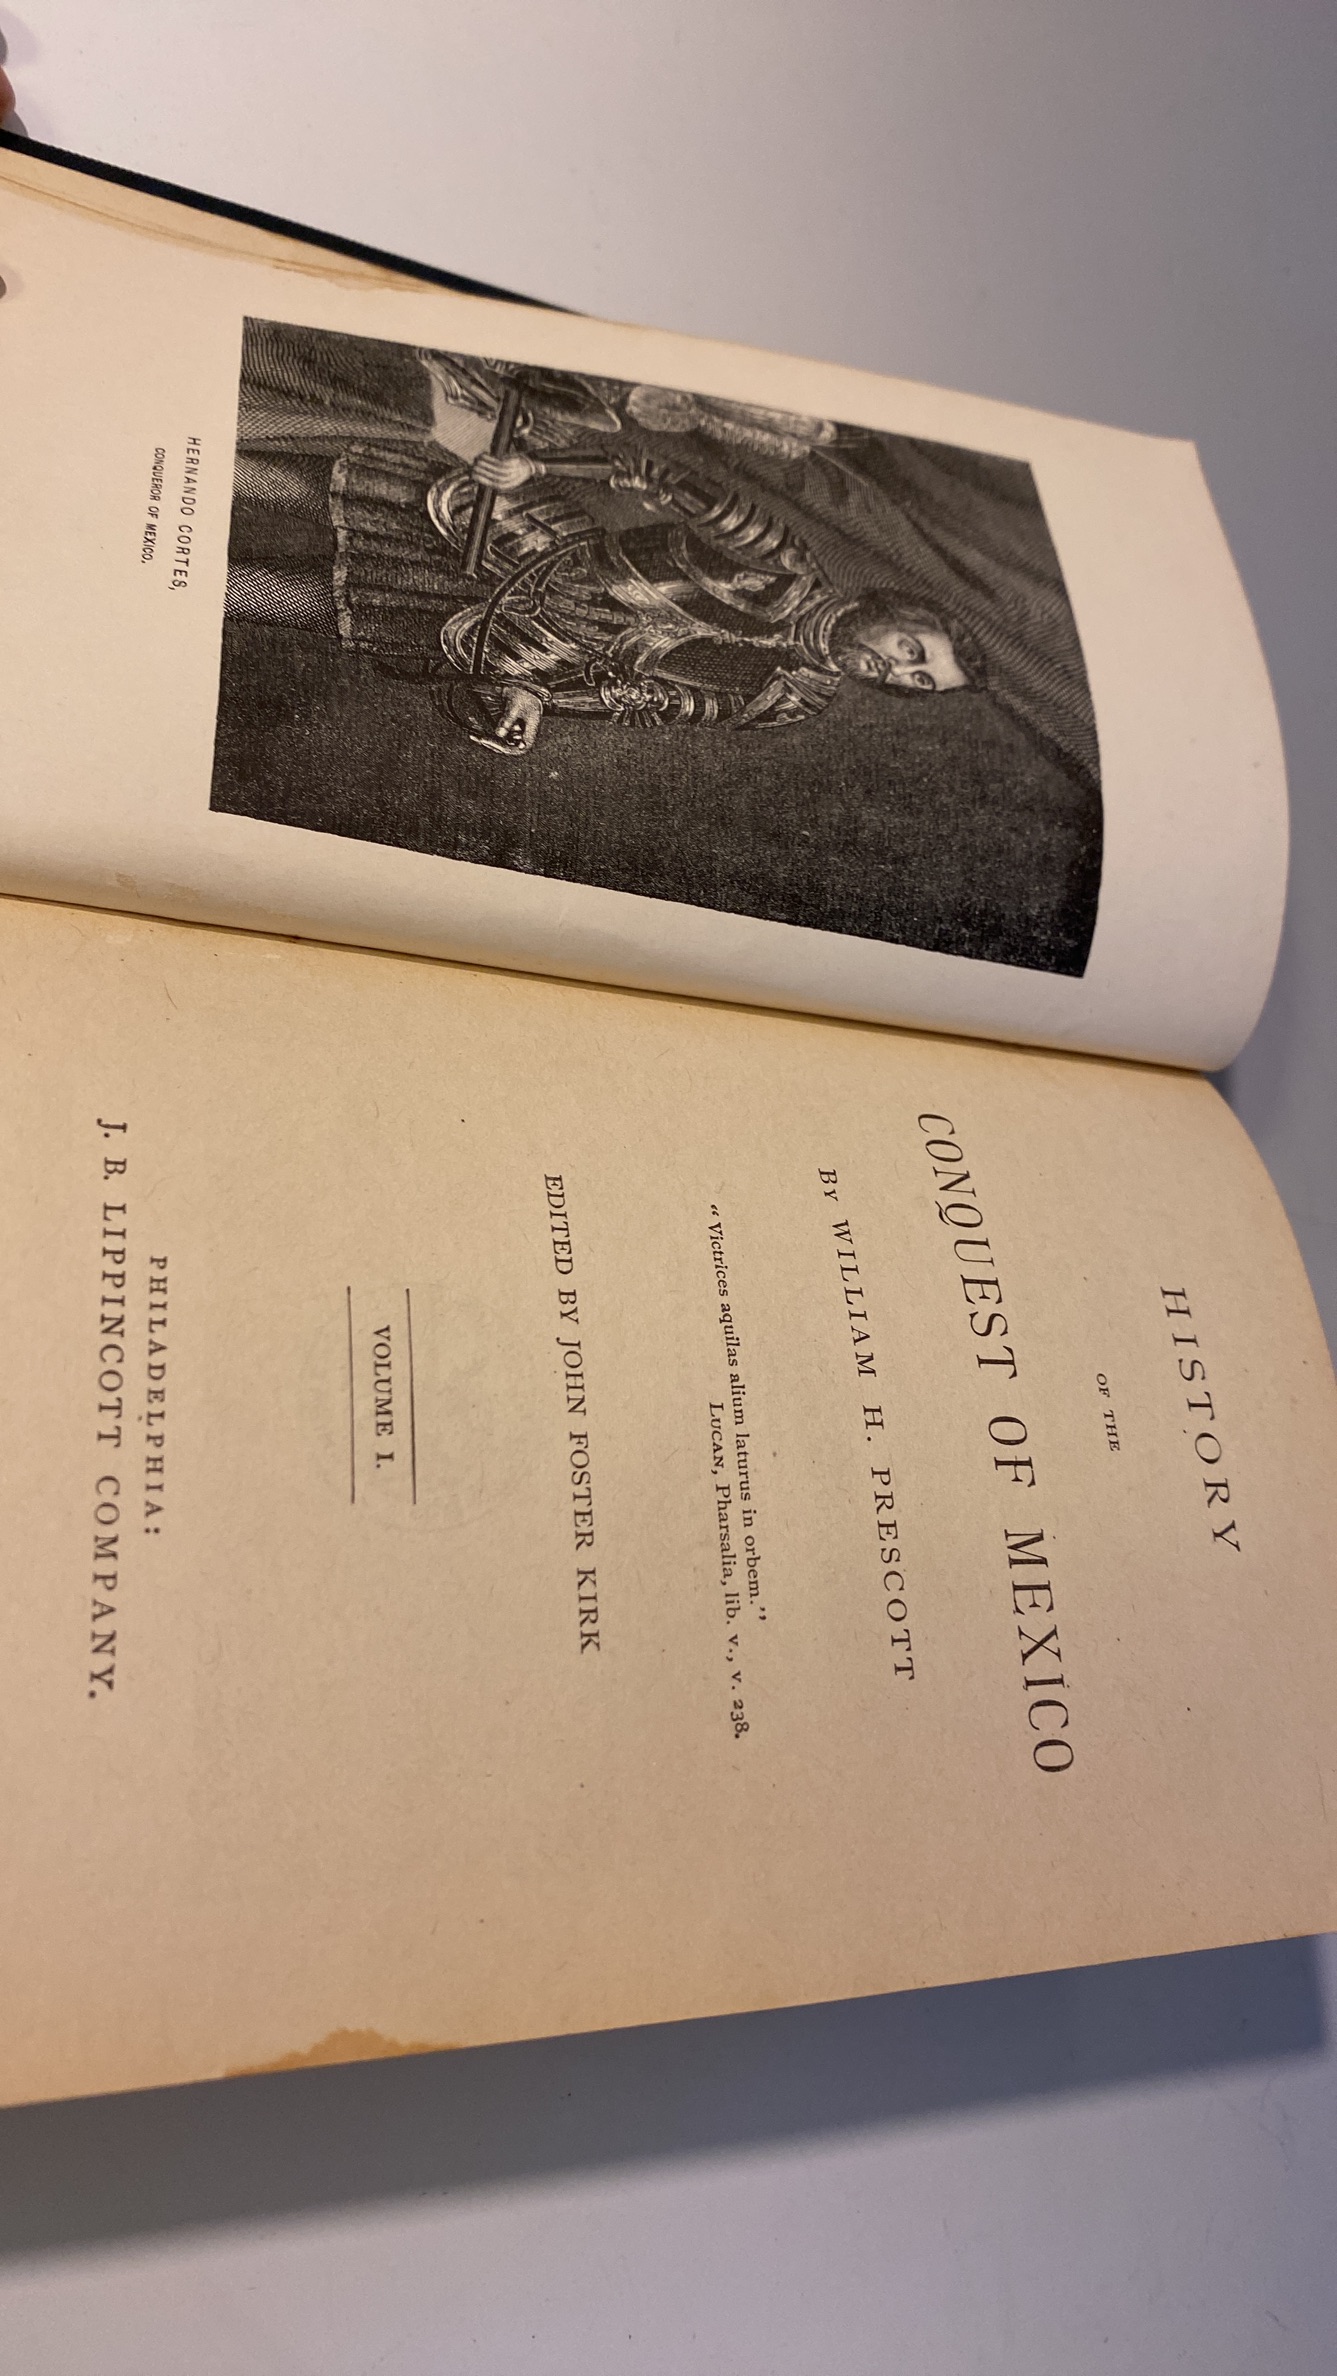 HERNANDO CORTES,
CONQUEROR OF MEXICO.
HISTORY
OF THE
CONQUEST OF MEXICO
BY WILLIAM H. PRESCOTT
"Victrices aquilas alium laturus in orbem."
LUCAN, Pharsalia, lib. v., v. 238.
EDITED BY JOHN FOSTER KIRK
VOLUME I.
PHILADELPHIA:
J. B. LIPPINCOTT COMPANY.